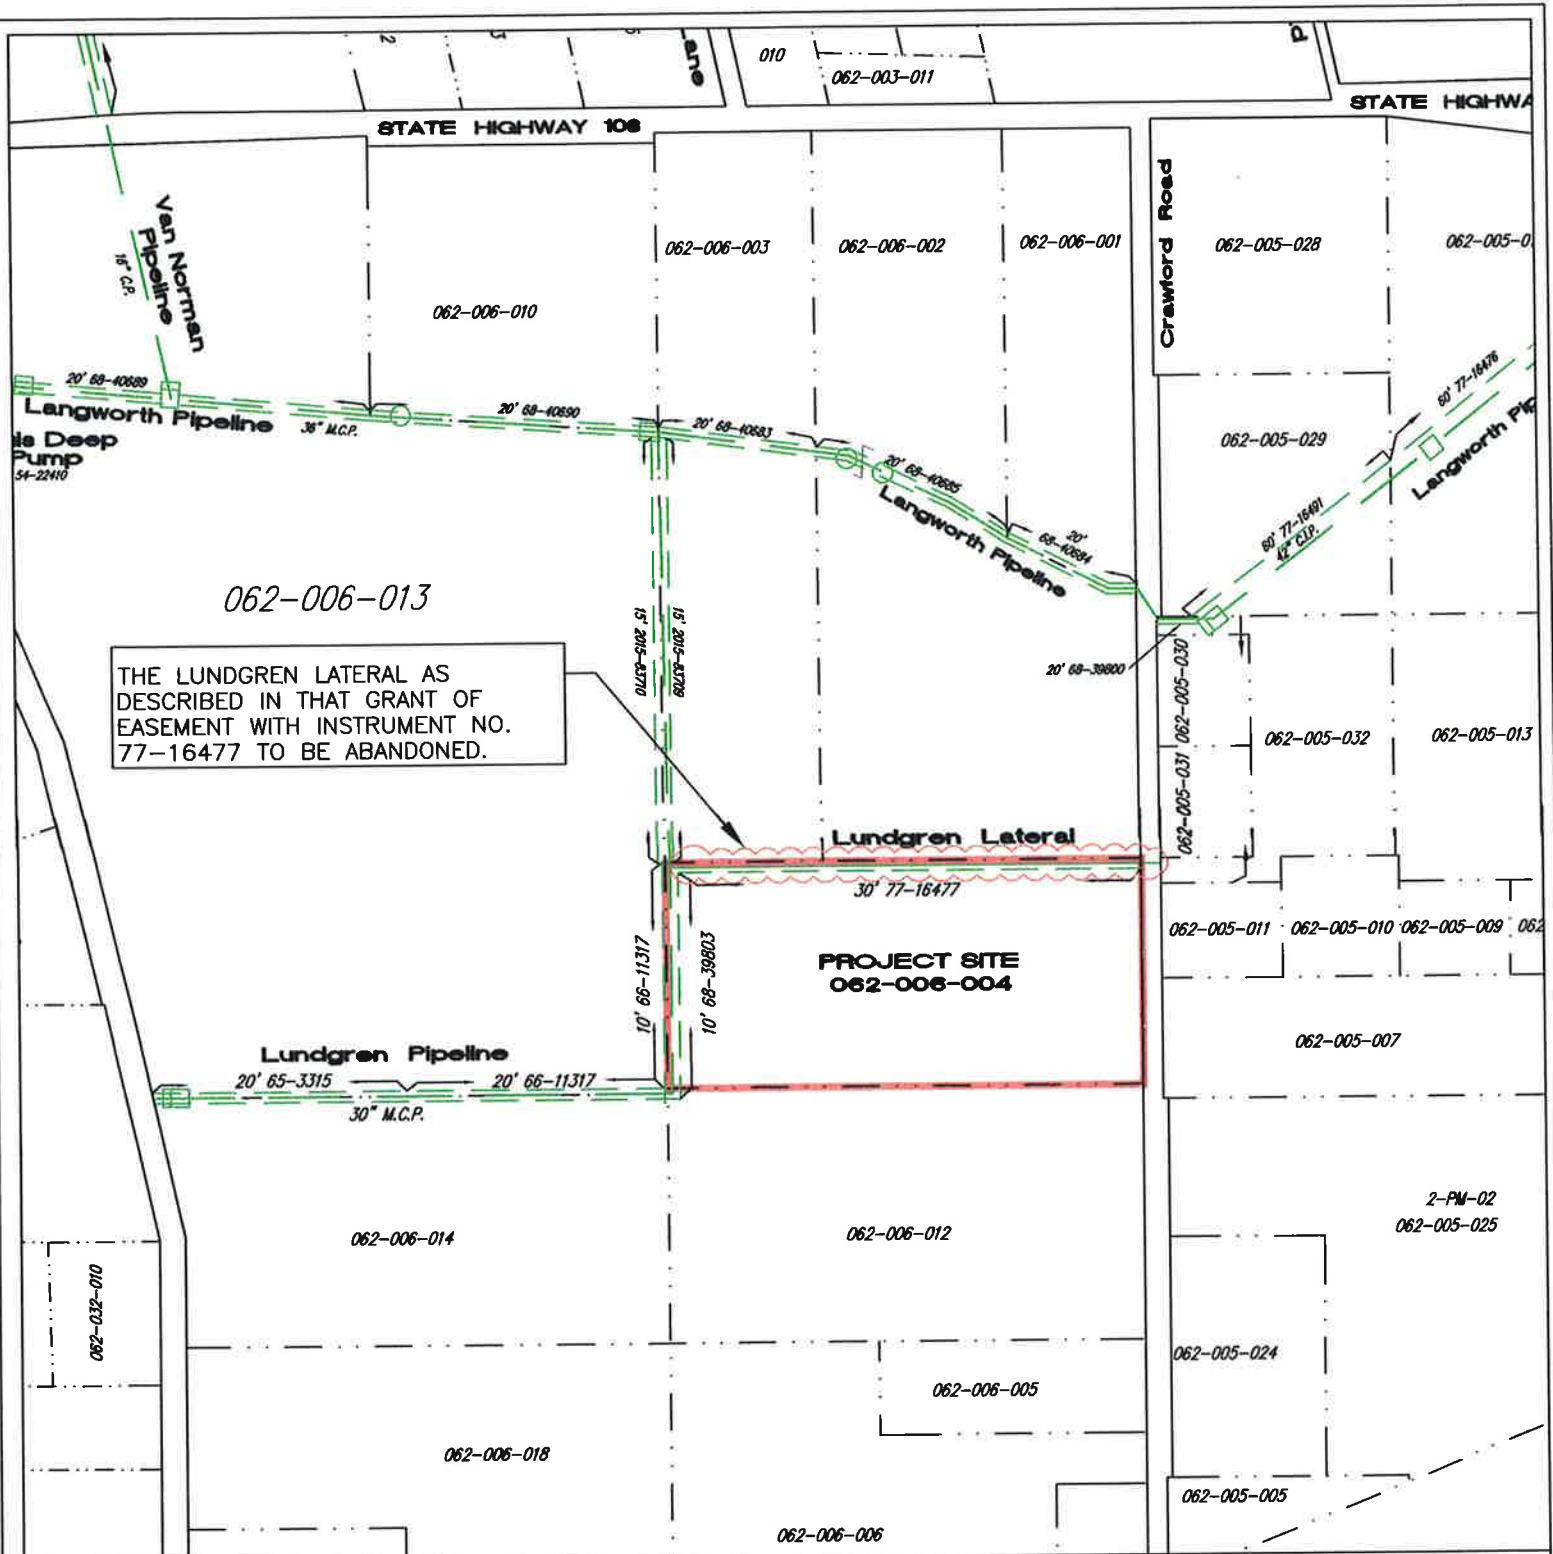 010
062-003-011
ane
STATE HIGHWAY 108
STATE HIGHWA
Crawford Road
Van Norman
Pipeline
16" C.P.
062-006-003
062-006-002
062-006-001
062-005-028
062-005-0
062-006-010
20' 68-40689
Langworth Pipeline
36" M.C.P.
20' 68-40690
20' 68-40683
20' 68-40685
Langworth Pipeline
20'
68-40684
is Deep
Pump
54-22410
062-005-029
60' 77-16476
Langworth Pip
60' 77-16491
42" C.I.P.
062-006-013
15' 2015-83710
15' 2015-83709
20' 68-39800
062-005-030
062-005-031
062-005-032
062-005-013
THE LUNDGREN LATERAL AS
DESCRIBED IN THAT GRANT OF
EASEMENT WITH INSTRUMENT NO.
77-16477 TO BE ABANDONED.
Lundgren Lateral
30' 77-16477
10' 66-11317
10' 68-39803
PROJECT SITE
062-006-004
062-005-011
062-005-010
062-005-009
062
062-005-007
Lundgren Pipeline
20' 65-3315
20' 66-11317
30" M.C.P.
062-006-014
062-006-012
2-PM-02
062-005-025
062-032-010
062-005-024
062-006-005
062-006-018
062-005-005
062-006-006